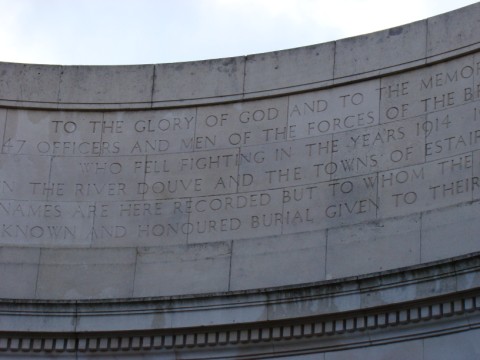 TO THE GLORY OF GOD AND TO THE MEMO
47 OFFICERS AND MEN OF THE FORCES OF THE BR
WHO FELL FIGHTING IN THE YEARS 1914
N THE RIVER DOUVE AND THE TOWNS OF ESTAIR
NAMES ARE HERE RECORDED BUT TO WHOM THE
KNOWN AND HONOURED BURIAL GIVEN TO THEIR